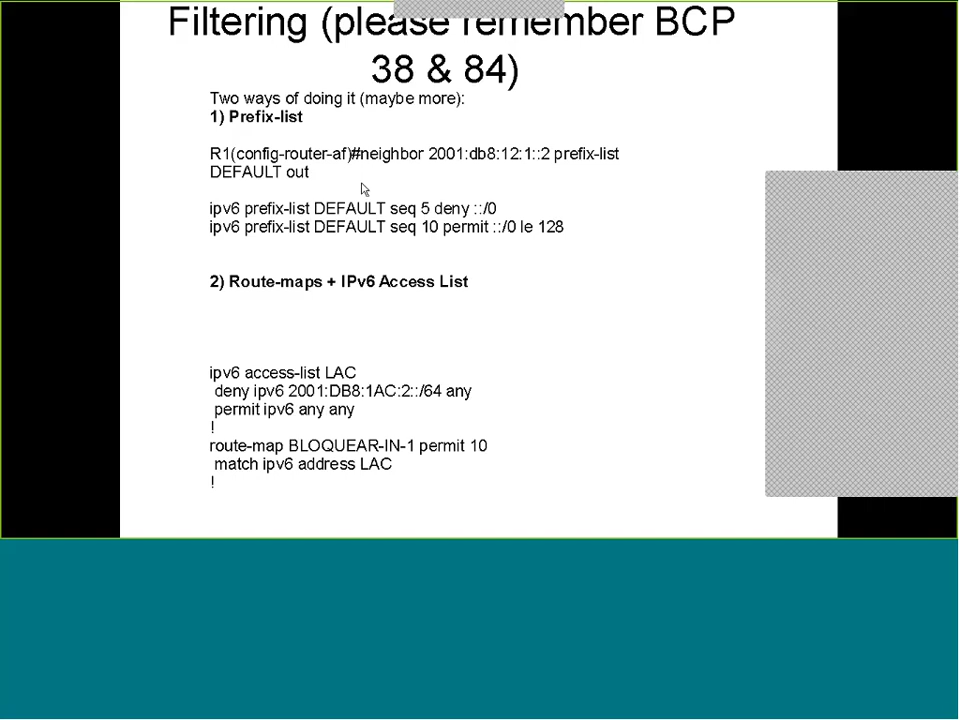 Filtering (please remember BCP
38 & 84)
Two ways of doing it (maybe more):
1) Prefix-list
R1(config-router-af)#neighbor 2001:db8:12:1::2 prefix-list
DEFAULT out
ipv6 prefix-list DEFAULT seq 5 deny ::/0
ipv6 prefix-list DEFAULT seq 10 permit ::/0 le 128
2) Route-maps + IPv6 Access List
ipv6 access-list LAC
deny ipv6 2001:DB8:1AC:2::/64 any
permit ipv6 any any
!
route-map BLOQUEAR-IN-1 permit 10
match ipv6 address LAC
!